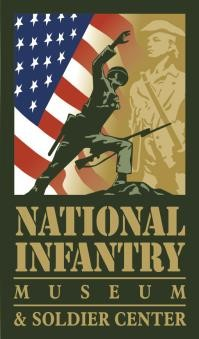 NATIONAL
INFANTRY
MUSEUM
& SOLDIER CENTER